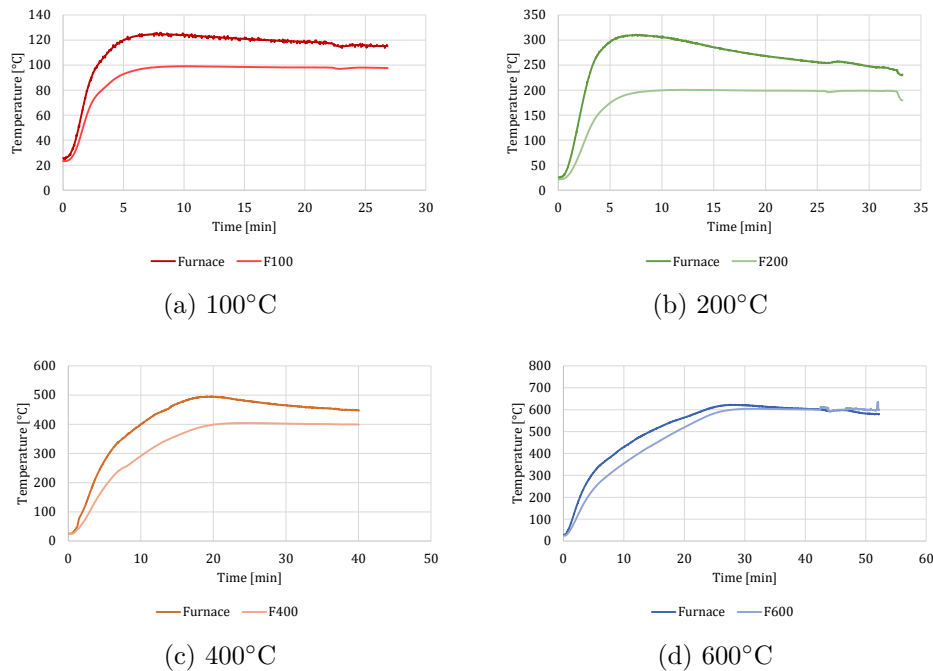 140
120
100
80
60
40
20
0
Temperature [°C]
0 5 10 15 20 25 30
Time [min]
Furnace F100
(a) 100°C
350
300
250
200
150
100
50
0
Temperature [°C]
0 5 10 15 20 25 30 35
Time [min]
Furnace F200
(b) 200°C
600
500
400
300
200
100
0
Temperature [°C]
0 10 20 30 40 50
Time [min]
Furnace F400
(c) 400°C
800
700
600
500
400
300
200
100
0
Temperature [°C]
0 10 20 30 40 50 60
Time [min]
Furnace F600
(d) 600°C